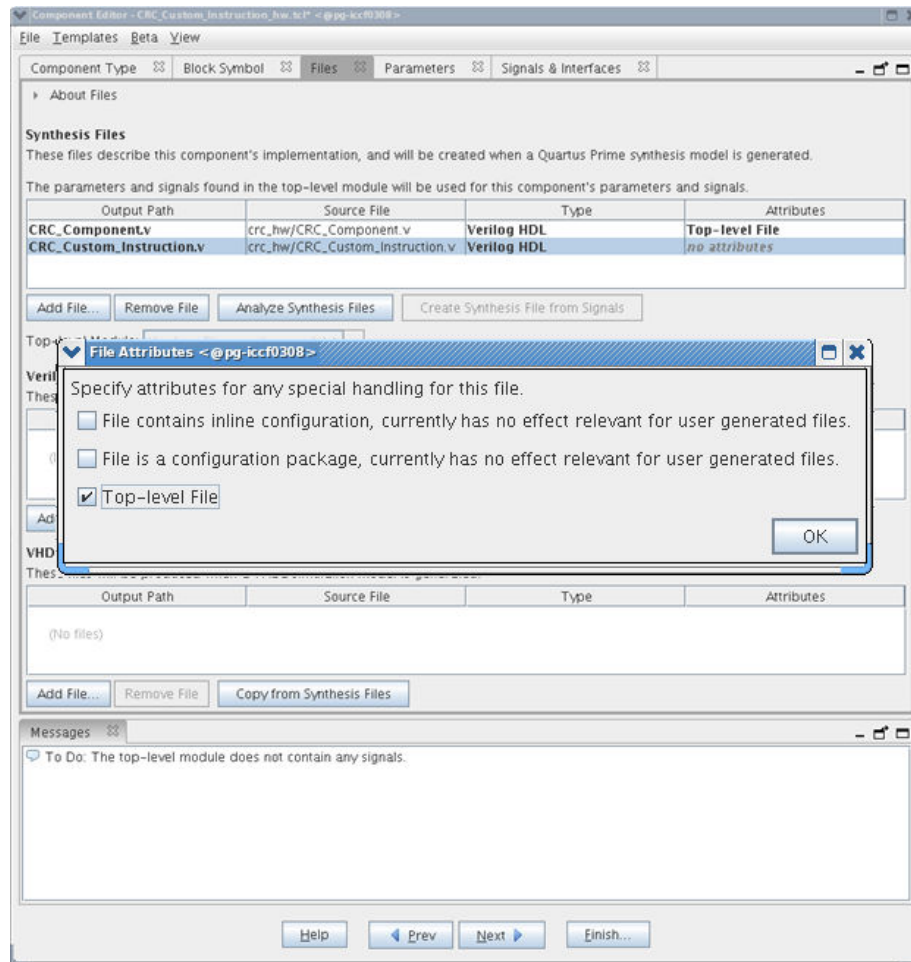 Component Editor - CRC_Custom_Instruction_hw.tcl* <@pg-iccf0308>
File Templates Beta View
Component Type Block Symbol Files Parameters Signals & Interfaces
About Files
Synthesis Files
These files describe this component's implementation, and will be created when a Quartus Prime synthesis model is generated.
The parameters and signals found in the top-level module will be used for this component's parameters and signals.
Output Path Source File Type Attributes
CRC_Component.v crc_hw/CRC_Component.v Verilog HDL Top-level File
CRC_Custom_Instruction.v crc_hw/CRC_Custom_Instruction.v Verilog HDL no attributes
Add File... Remove File Analyze Synthesis Files Create Synthesis File from Signals
File Attributes <@pg-iccf0308>
Specify attributes for any special handling for this file.
File contains inline configuration, currently has no effect relevant for user generated files.
File is a configuration package, currently has no effect relevant for user generated files.
Top-level File
OK
Output Path Source File Type Attributes
(No files)
Add File... Remove File Copy from Synthesis Files
Messages
To Do: The top-level module does not contain any signals.
Help Prev Next Finish...